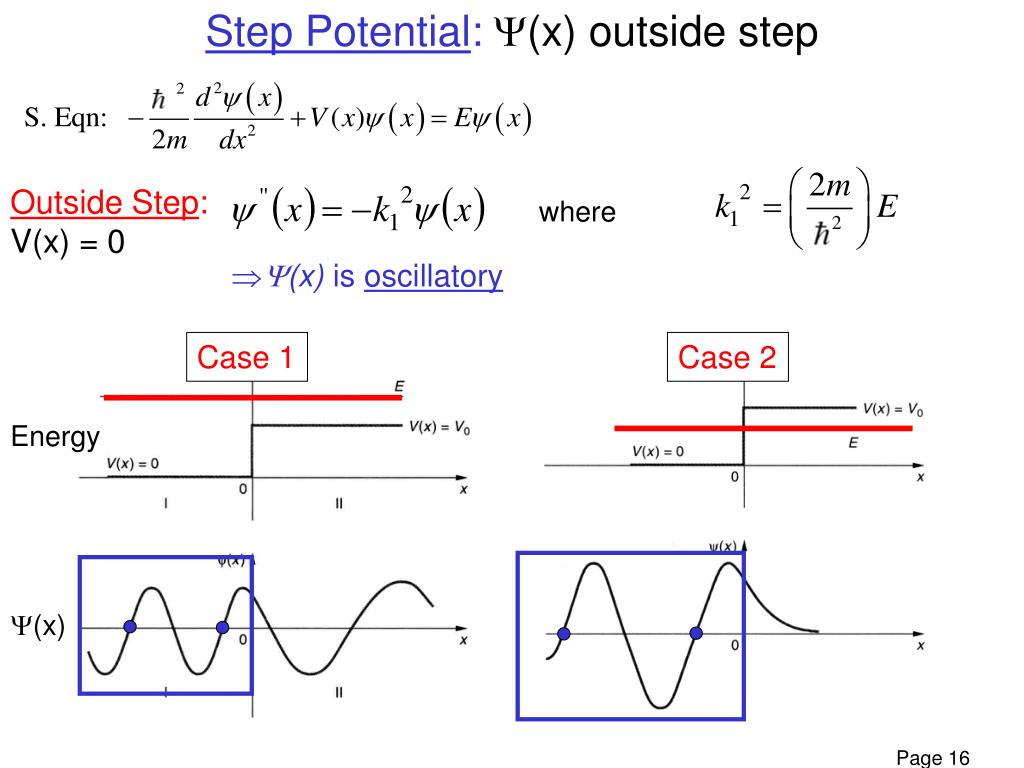 Step Potential: Ψ(x) outside step
S. Eqn: −ħ²/2m d²ψ(x)/dx² + V(x)ψ(x) = Eψ(x)
Outside Step: ψ"(x) = −k₁²ψ(x) where k₁² = (2m/ħ²)E
V(x) = 0
⇒ Ψ(x) is oscillatory
Case 1
Case 2
Energy
E
V(x) = V₀
V(x) = 0
0
x
I
II
V(x) = V₀
E
V(x) = 0
0
x
Ψ(x)
ψ(x)
0
x
I
II
ψ(x)
0
x
Page 16